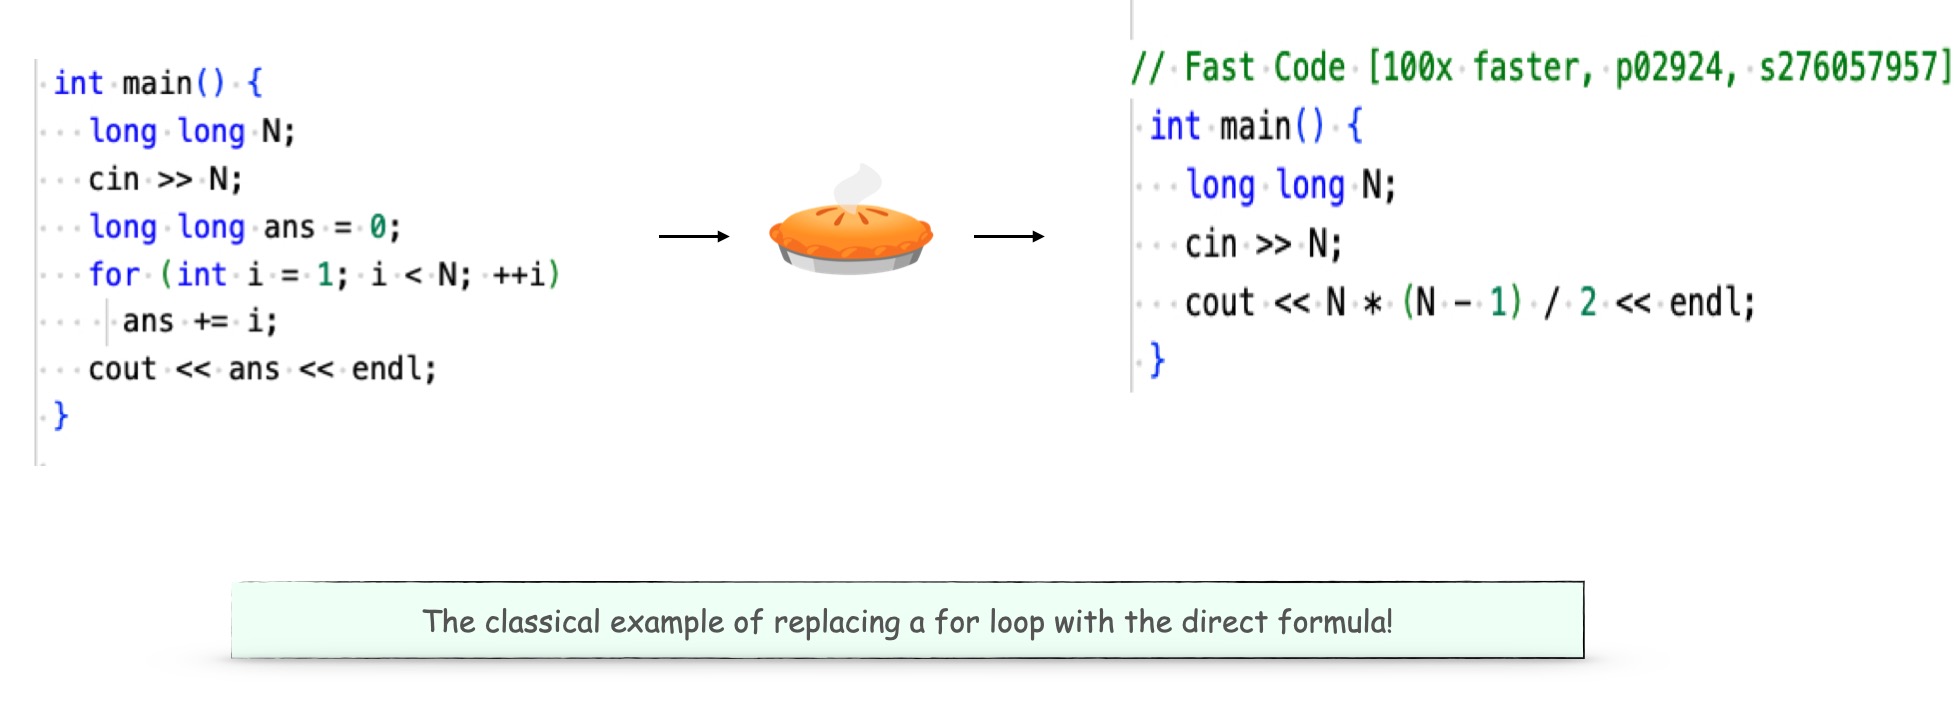 int main() {
long long N;
cin >> N;
long long ans = 0;
for (int i = 1; i < N; ++i)
ans += i;
cout << ans << endl;
}
// Fast Code [100x faster, p02924, s276057957]
int main() {
long long N;
cin >> N;
cout << N * (N - 1) / 2 << endl;
}
The classical example of replacing a for loop with the direct formula!